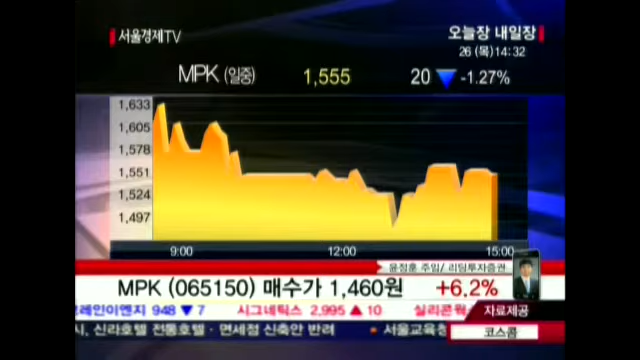 서울경제TV
오늘장 내일장
26 (목) 14:32
MPK (일중) 1,555 20 ▼ -1.27%
1,633
1,605
1,578
1,551
1,524
1,497
9:00 12:00 15:00
윤정훈 주임/ 리딩투자증권
MPK (065150) 매수가 1,460원 +6.2%
트레인이엔지 948 ▼ 7 시그네틱스 2,995 ▲ 10 실리콘웍
자료제공
시, 신라호텔 전통호텔 · 면세점 신축안 반려 • 서울교육청
코스콤